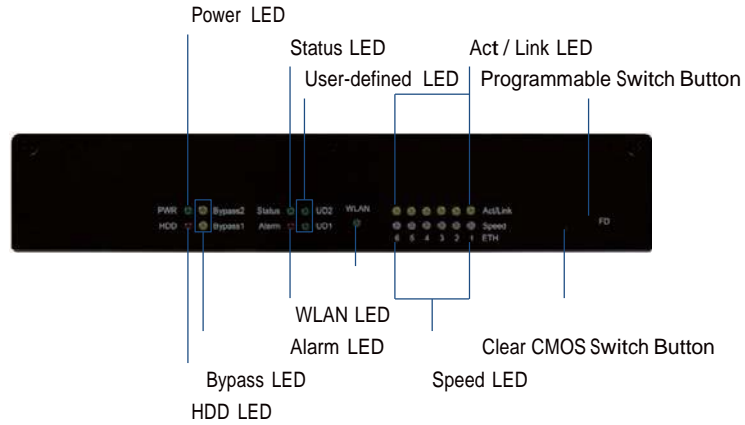 Power LED
Status LED Act / Link LED
User-defined LED Programmable Switch Button
PWR Bypass2 Status UD2 WLAN Act/Link
HDD Bypass1 Alarm UD1 Speed FD
6 5 4 3 2 1 ETH
WLAN LED
Alarm LED Clear CMOS Switch Button
Bypass LED Speed LED
HDD LED